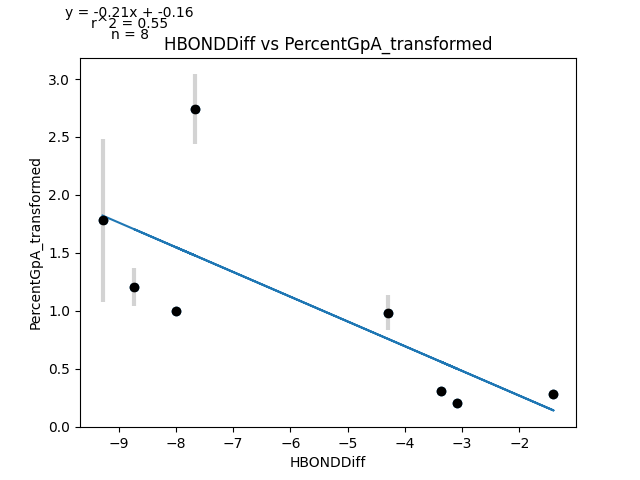 y = -0.21x + -0.16
r^2 = 0.55
n = 8
HBONDDiff vs PercentGpA_transformed
3.0
2.5
2.0
1.5
1.0
0.5
0.0
PercentGpA_transformed
−9 −8 −7 −6 −5 −4 −3 −2
HBONDDiff